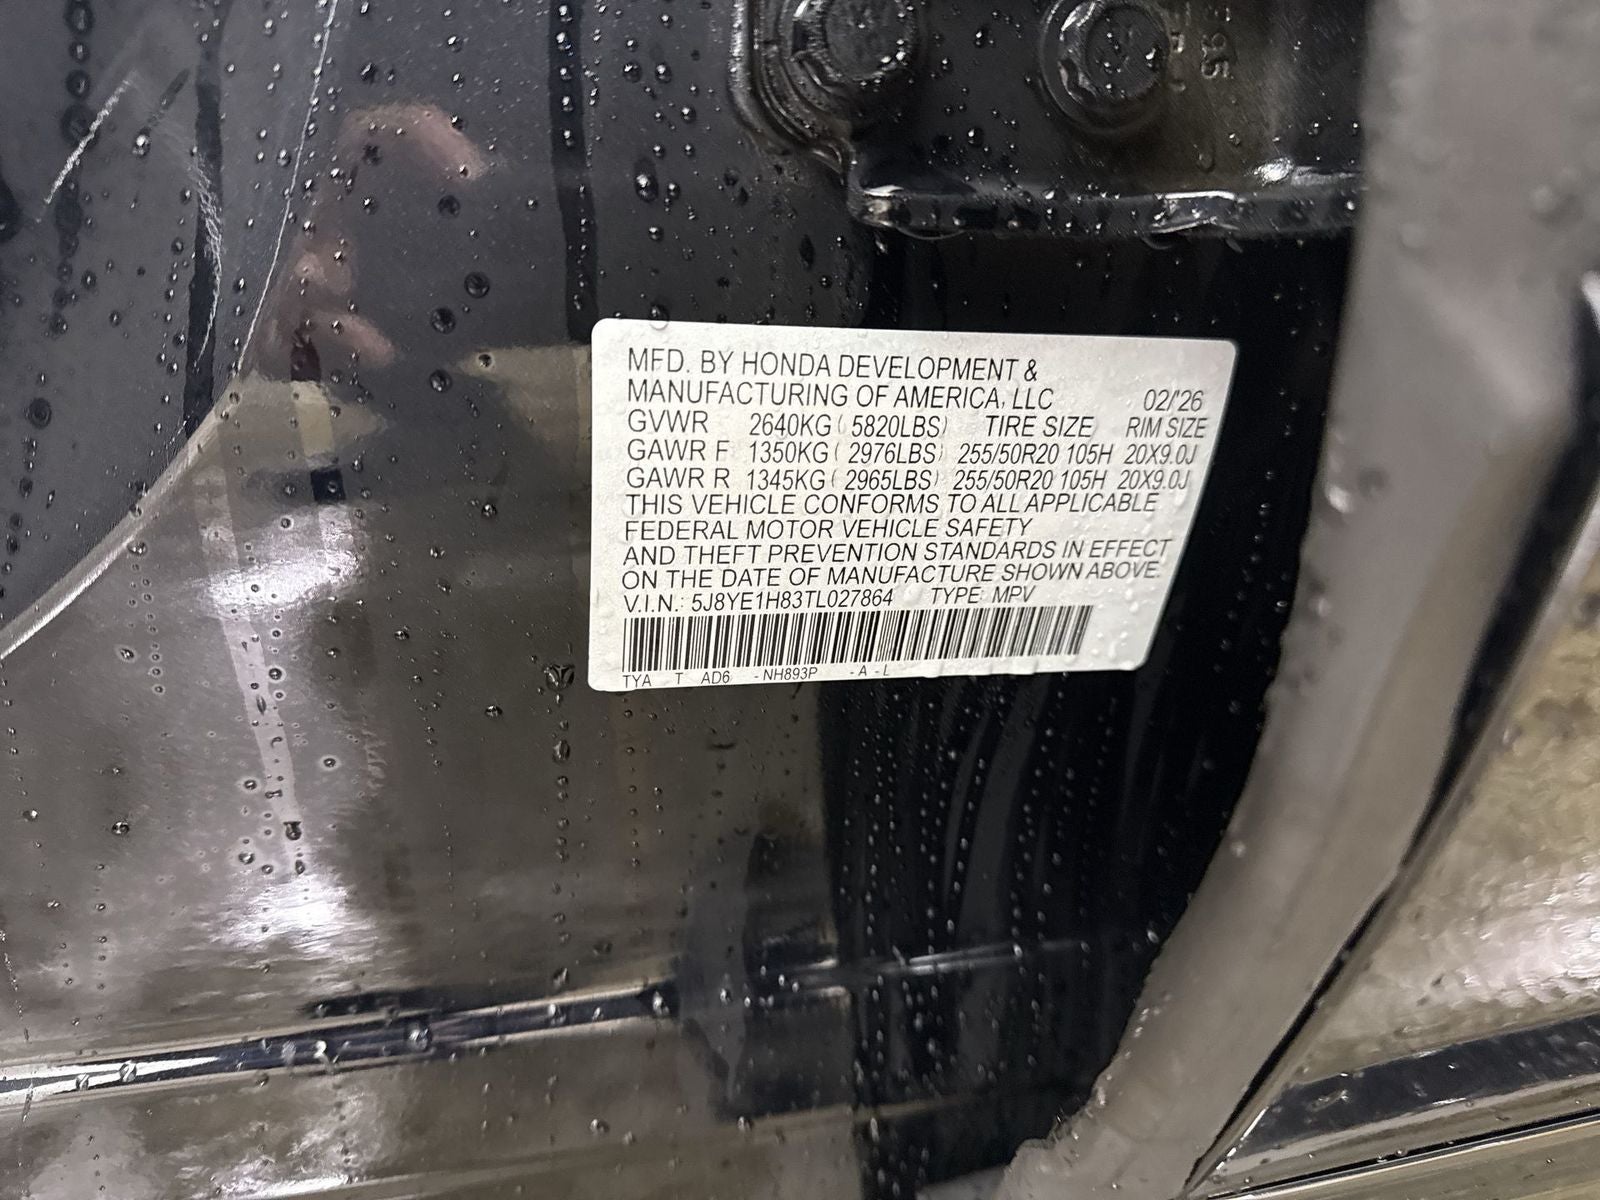 MFD. BY HONDA DEVELOPMENT &
MANUFACTURING OF AMERICA, LLC 02/'26
GVWR 2640KG ( 5820LBS) TIRE SIZE RIM SIZE
GAWR F 1350KG ( 2976LBS) 255/50R20 105H 20X9.0J
GAWR R 1345KG ( 2965LBS) 255/50R20 105H 20X9.0J
THIS VEHICLE CONFORMS TO ALL APPLICABLE
FEDERAL MOTOR VEHICLE SAFETY
AND THEFT PREVENTION STANDARDS IN EFFECT
ON THE DATE OF MANUFACTURE SHOWN ABOVE.
V.I.N.: 5J8YE1H83TL027864 TYPE: MPV
TYA T AD6 - NH893P - A - L